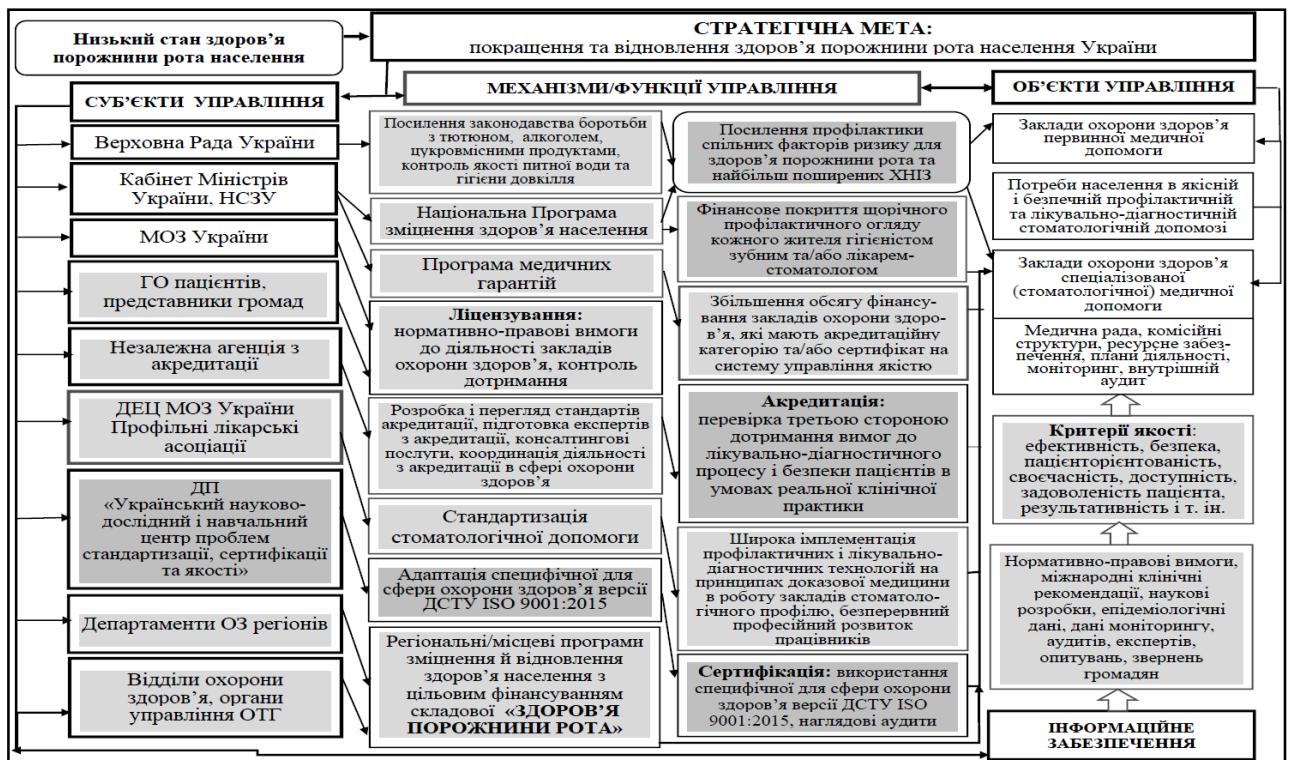 Низький стан здоров’я
порожнини рота населення
СТРАТЕГІЧНА МЕТА:
покращення та відновлення здоров’я порожнини рота населення України
СУБ’ЄКТИ УПРАВЛІННЯ
Верховна Рада України
Кабінет Міністрів
України, НСЗУ
МОЗ України
ГО пацієнтів,
представники громад
Незалежна агенція з
акредитації
ДЕЦ МОЗ України
Профільні лікарські
асоціації
ДП
«Український науково-
дослідний і навчальний
центр проблем
стандартизації, сертифікації
та якості»
Департаменти ОЗ регіонів
Відділи охорони
здоров’я, органи
управління ОТГ
МЕХАНІЗМИ/ФУНКЦІЇ УПРАВЛІННЯ
Посилення законодавства боротьби
з тютюном, алкоголем,
цукровмісними продуктами,
контроль якості питної води та
гігієни довкілля
Національна Програма
зміцнення здоров’я населення
Програма медичних
гарантій
Ліцензування:
нормативно-правові вимоги
до діяльності закладів
охорони здоров’я, контроль
дотримання
Розробка і перегляд стандартів
акредитації, підготовка експертів
з акредитації, консалтингові
послуги, координація діяльності
з акредитації в сфері охорони
здоров’я
Стандартизація
стоматологічної допомоги
Адаптація специфічної для
сфери охорони здоров’я версії
ДСТУ ISO 9001:2015
Регіональні/місцеві програми
зміцнення й відновлення
здоров’я населення з
цільовим фінансуванням
складової «ЗДОРОВ’Я
ПОРОЖНИНИ РОТА»
Посилення профілактики
спільних факторів ризику для
здоров’я порожнини рота та
найбільш поширених ХНІЗ
Фінансове покриття щорічного
профілактичного огляду
кожного жителя гігієністом
зубним та/або лікарем-
стоматологом
Збільшення обсягу фінансу-
вання закладів охорони здоро-
в’я, які мають акредитаційну
категорію та/або сертифікат на
систему управління якістю
Акредитація:
перевірка третьою стороною
дотримання вимог до
лікувально-діагностичного
процесу і безпеки пацієнтів в
умовах реальної клінічної
практики
Широка імплементація
профілактичних і лікувально-
діагностичних технологій на
принципах доказової медицини
в роботу закладів стоматоло-
гічного профілю, безперервний
професійний розвиток
працівників
Сертифікація: використання
специфічної для сфери охорони
здоров’я версії ДСТУ ISO
9001:2015, наглядові аудити
ОБ’ЄКТИ УПРАВЛІННЯ
Заклади охорони здоров’я
первинної медичної
допомоги
Потреби населення в якісній
і безпечній профілактичній
та лікувально-діагностичній
стоматологічній допомозі
Заклади охорони здоров’я
спеціалізованої
(стоматологічної) медичної
допомоги
Медична рада, комісійні
структури, ресурсне забез-
печення, плани діяльності,
моніторинг, внутрішній
аудит
Критерії якості:
ефективність, безпека,
пацієнторієнтованість,
своєчасність, доступність,
задоволеність пацієнта,
результативність і т. ін.
Нормативно-правові вимоги,
міжнародні клінічні
рекомендації, наукові
розробки, епідеміологічні
дані, дані моніторингу,
аудитів, експертів,
опитувань, звернень
громадян
ІНФОРМАЦІЙНЕ
ЗАБЕЗПЕЧЕННЯ